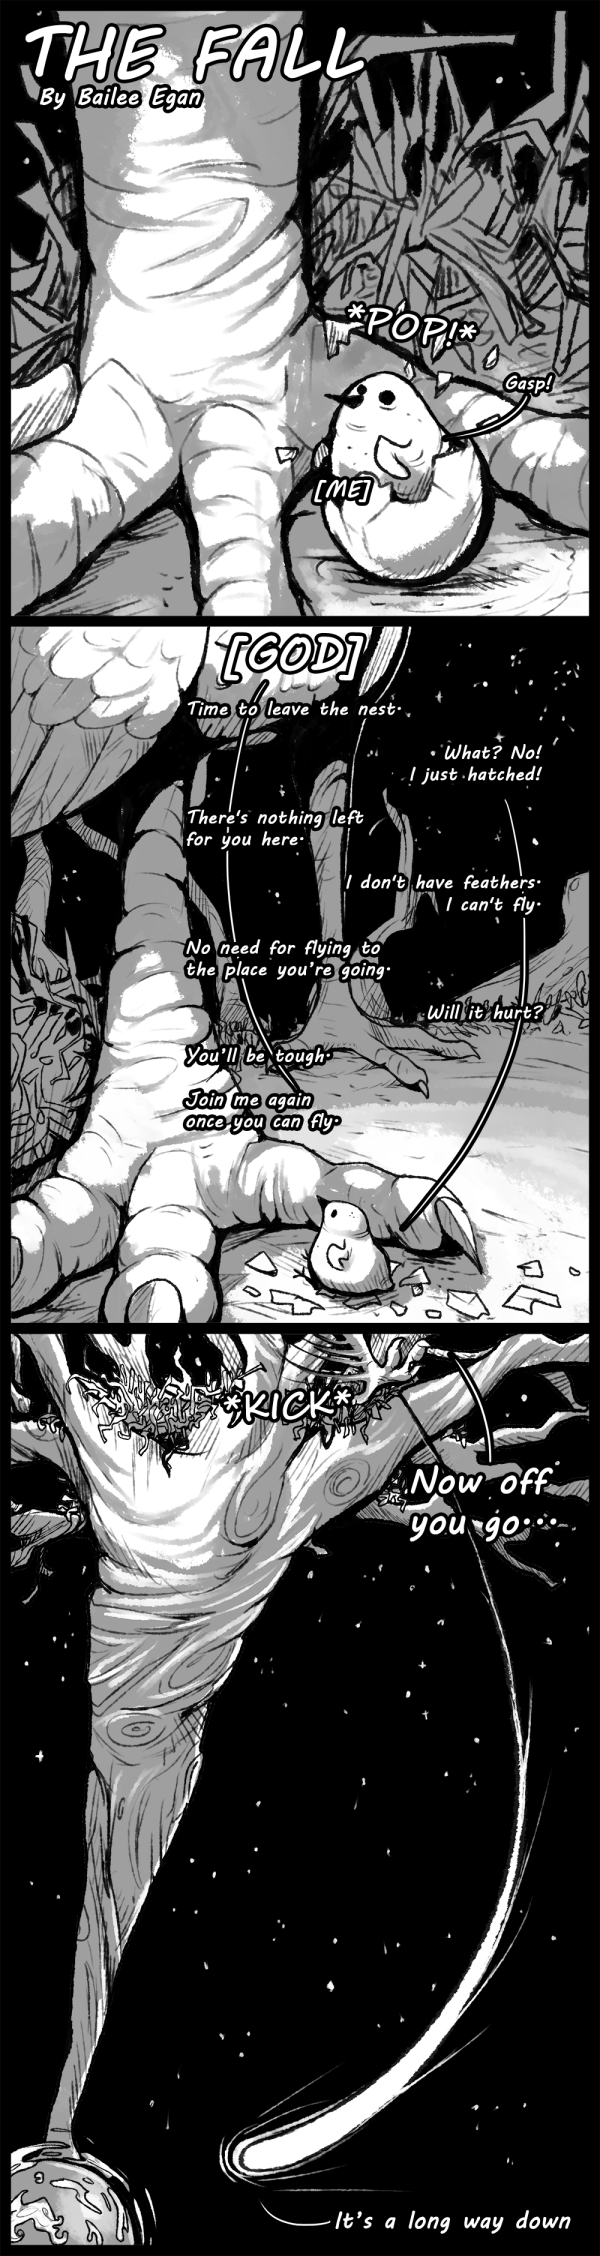 THE FALL
By Bailee Egan
*POP!*
Gasp!
[ME]
[GOD]
Time to leave the nest.
What? No!
I just hatched!
There's nothing left
for you here.
I don't have feathers.
I can't fly.
No need for flying to
the place you're going.
Will it hurt?
You'll be tough.
Join me again
once you can fly.
*KICK*
Now off
you go...
It's a long way down